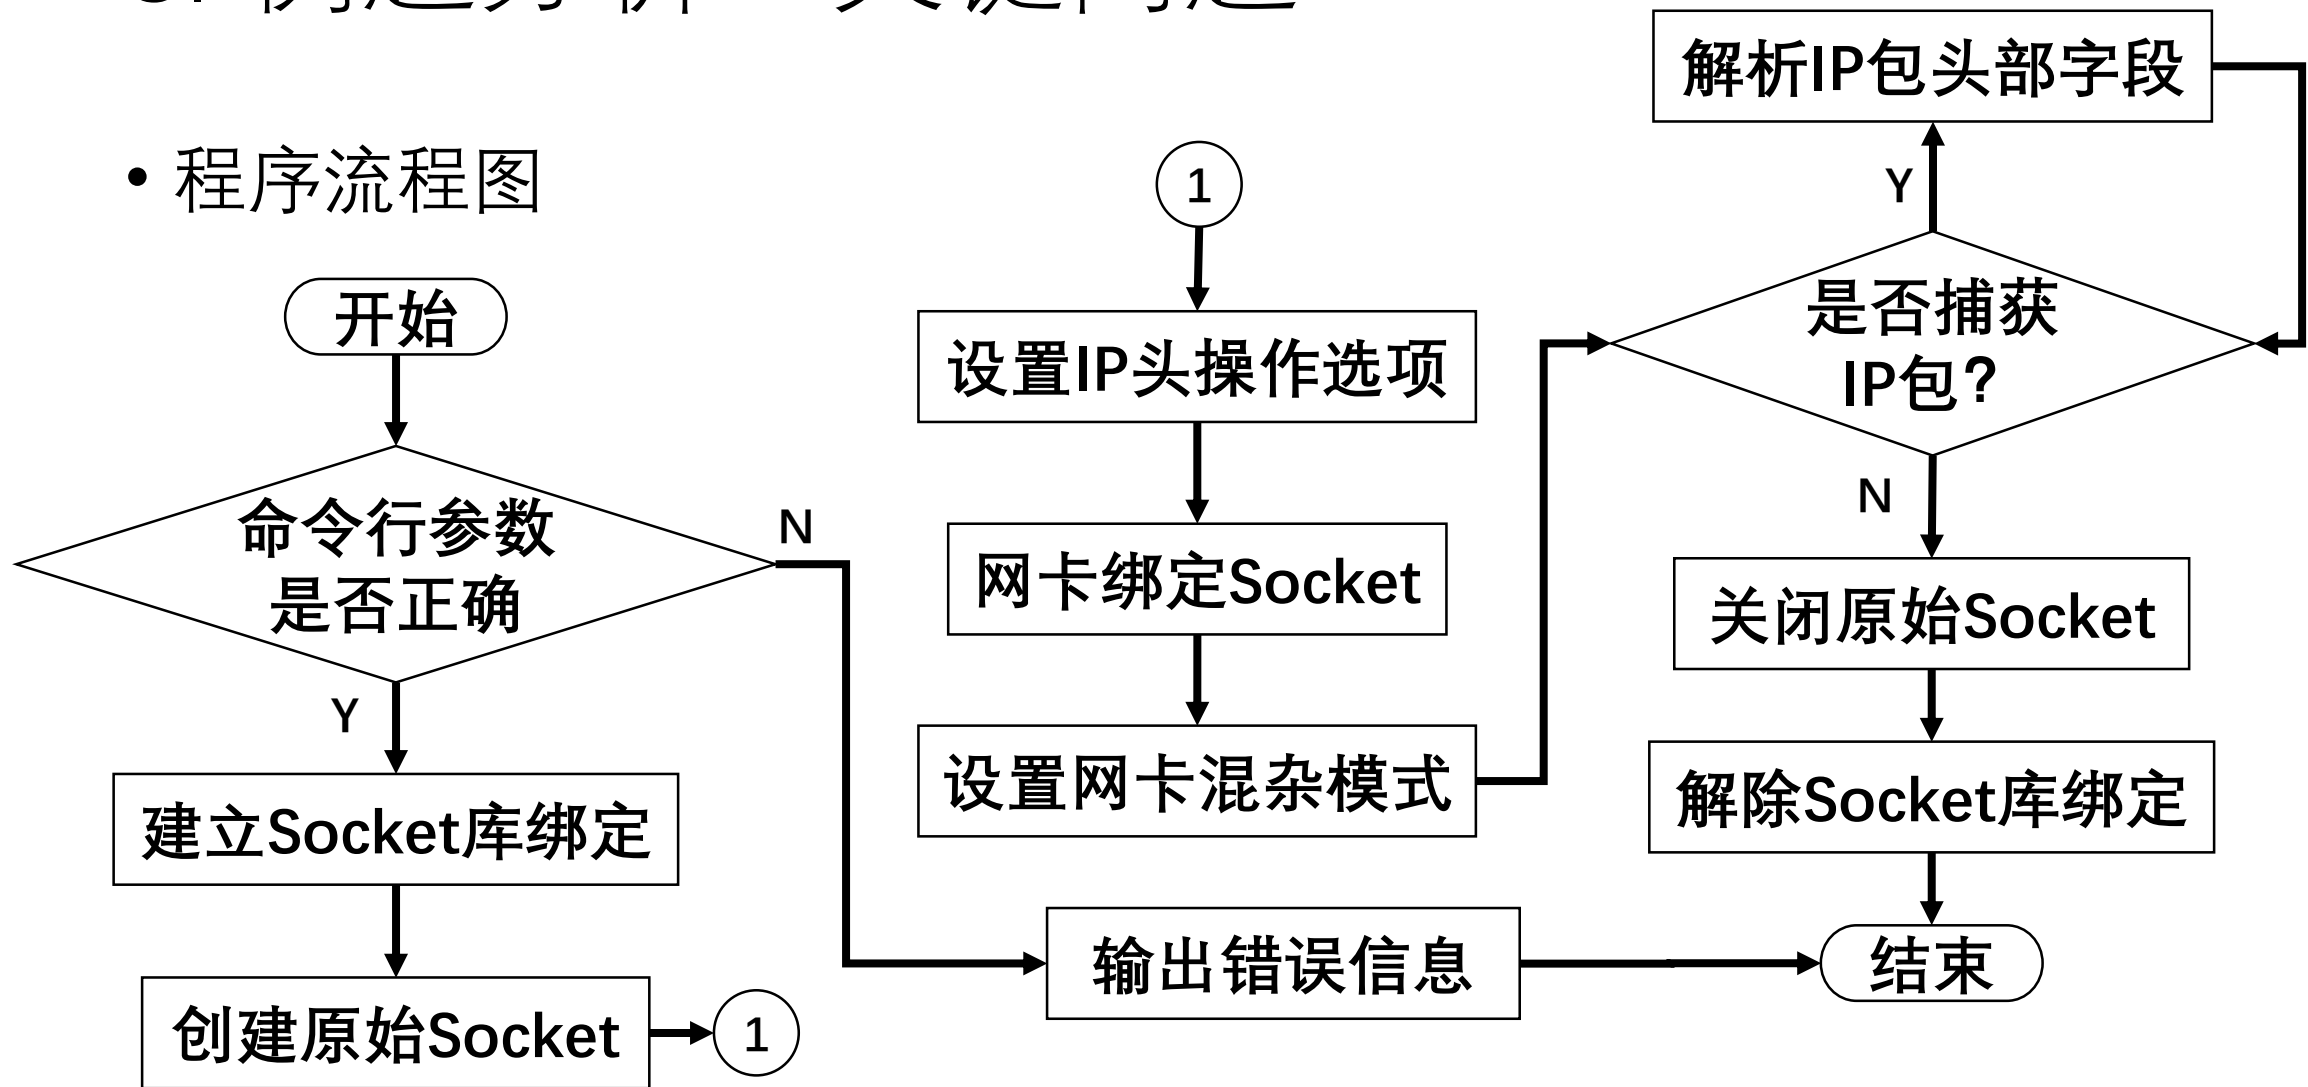 • 程序流程图
开始
命令行参数
是否正确
N
Y
建立Socket库绑定
创建原始Socket
1
1
设置IP头操作选项
网卡绑定Socket
设置网卡混杂模式
输出错误信息
解析IP包头部字段
Y
是否捕获
IP包?
N
关闭原始Socket
解除Socket库绑定
结束